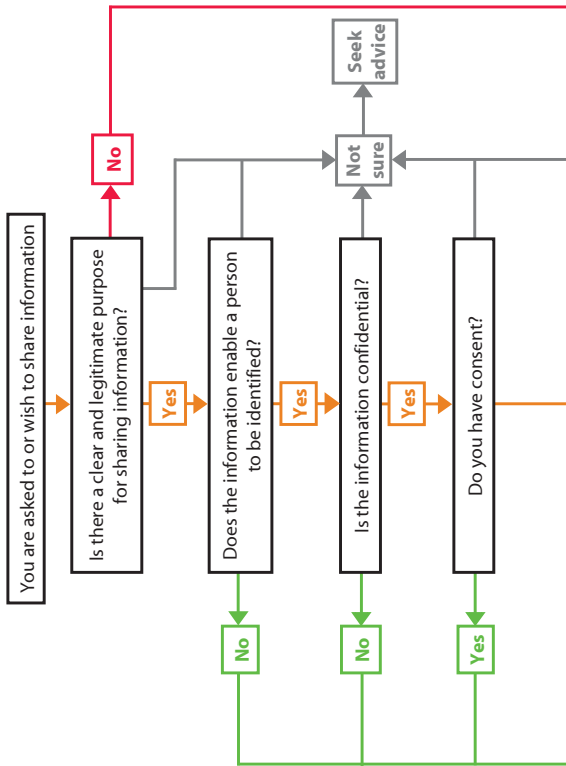 You are asked to or wish to share information
Is there a clear and legitimate purpose
for sharing information?
No
Yes
Does the information enable a person
to be identified?
No
Yes
Not
sure
Seek
advice
Is the information confidential?
No
Yes
Do you have consent?
Yes